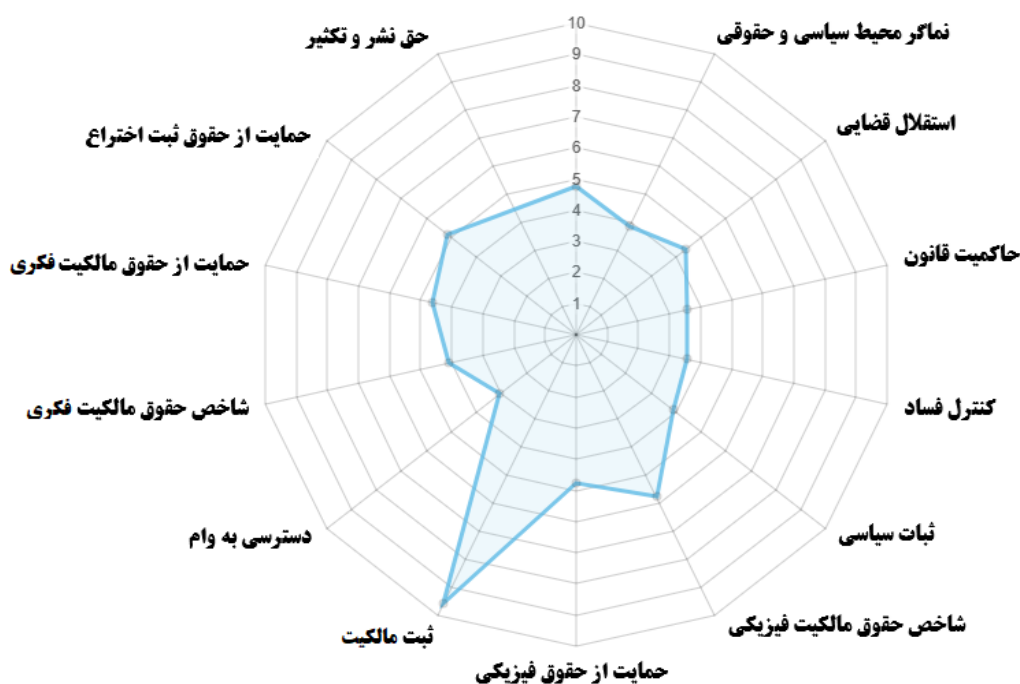 10
9
8
7
6
5
4
3
2
1
نماگر محیط سیاسی و حقوقی
استقلال قضایی
حاکمیت قانون
کنترل فساد
ثبات سیاسی
شاخص حقوق مالکیت فیزیکی
حمایت از حقوق فیزیکی
ثبت مالکیت
دسترسی به وام
شاخص حقوق مالکیت فکری
حمایت از حقوق مالکیت فکری
حمایت از حقوق ثبت اختراع
حق نشر و تکثیر